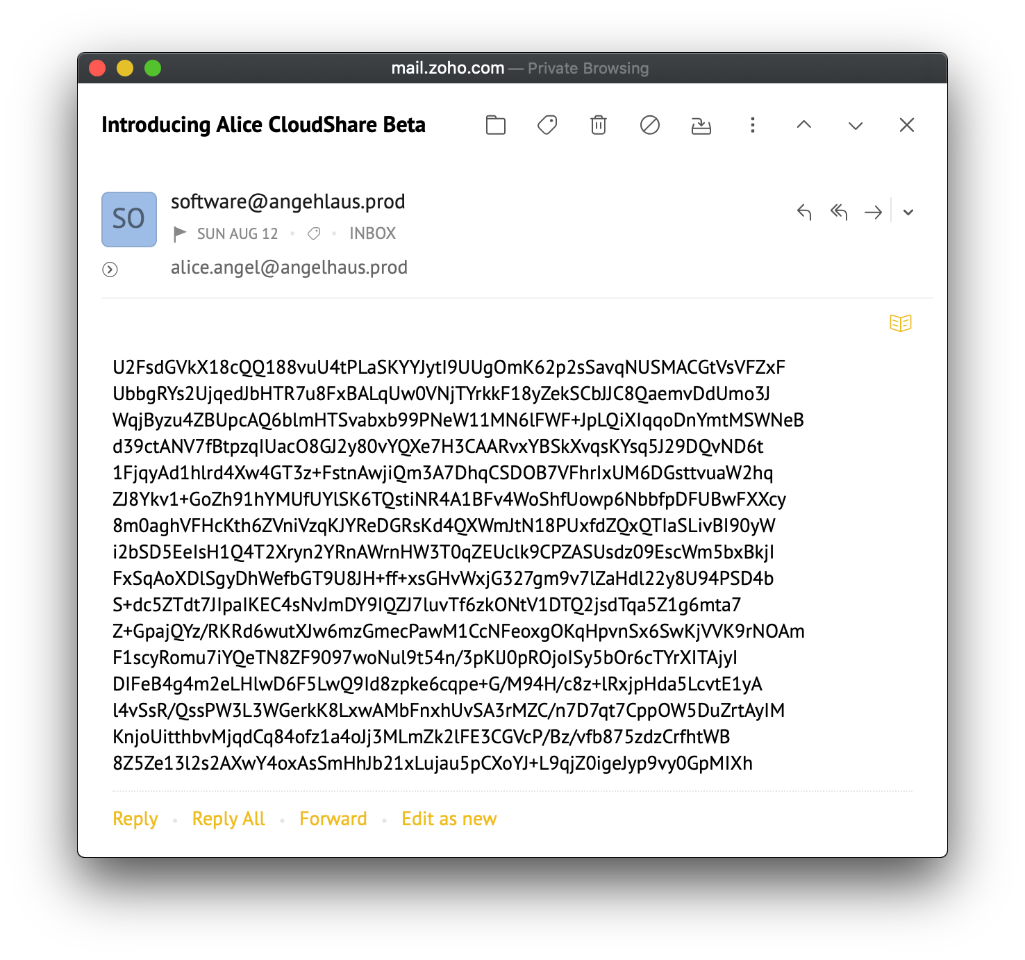 mail.zoho.com — Private Browsing
Introducing Alice CloudShare Beta
SO
software@angehlaus.prod
SUN AUG 12 • INBOX
alice.angel@angelhaus.prod
U2FsdGVkX18cQQ188vuU4tPLaSKYYJytI9UUgOmK62p2sSavqNUSMACGtVsVFZxF
UbbgRYs2UjqedJbHTR7u8FxBALqUw0VNjTYrkkF18yZekSCbJJC8QaemvDdUmo3J
WqjByzu4ZBUpcAQ6blmHTSvabxb99PNeW11MN6lFWF+JpLQiXIqqoDnYmtMSWNeB
d39ctANV7fBtpzqIUacO8GJ2y80vYQXe7H3CAARvxYBSkXvqsKYsq5J29DQvND6t
1FjqyAd1hlrd4Xw4GT3z+FstnAwjiQm3A7DhqCSDOB7VFhrIxUM6DGsttvuaW2hq
ZJ8Ykv1+GoZh91hYMUfUYlSK6TQstiNR4A1BFv4WoShfUowp6NbbfpDFUBwFXXcy
8m0aghVFHcKth6ZVniVzqKJYReDGRsKd4QXWmJtN18PUxfdZQxQTIaSLivBI90yW
i2bSD5EeIsH1Q4T2Xryn2YRnAWrnHW3T0qZEUclk9CPZASUsdz09EscWm5bxBkjI
FxSqAoXDlSgyDhWefbGT9U8JH+ff+xsGHvWxjG327gm9v7lZaHdl22y8U94PSD4b
S+dc5ZTdt7JIpaIKEC4sNvJmDY9IQZJ7luvTf6zkONtV1DTQ2jsdTqa5Z1g6mta7
Z+GpajQYz/RKRd6wutXJw6mzGmecPawM1CcNFeoxgOKqHpvnSx6SwKjVVK9rNOAm
F1scyRomu7iYQeTN8ZF9097woNul9t54n/3pKlJ0pROjoISy5bOr6cTYrXITAjyI
DIFeB4g4m2eLHlwD6F5LwQ9Id8zpke6cqpe+G/M94H/c8z+lRxjpHda5LcvtE1yA
l4vSsR/QssPW3L3WGerkK8LxwAMbFnxhUvSA3rMZC/n7D7qt7CppOW5DuZrtAyIM
KnjoUitthbvMjqdCq84ofz1a4oJj3MLmZk2lFE3CGVcP/Bz/vfb875zdzCrfhtWB
8Z5Ze13l2s2AXwY4oxAsSmHhJb21xLujau5pCXoYJ+L9qjZ0igeJyp9vy0GpMIXh
Reply • Reply All • Forward • Edit as new